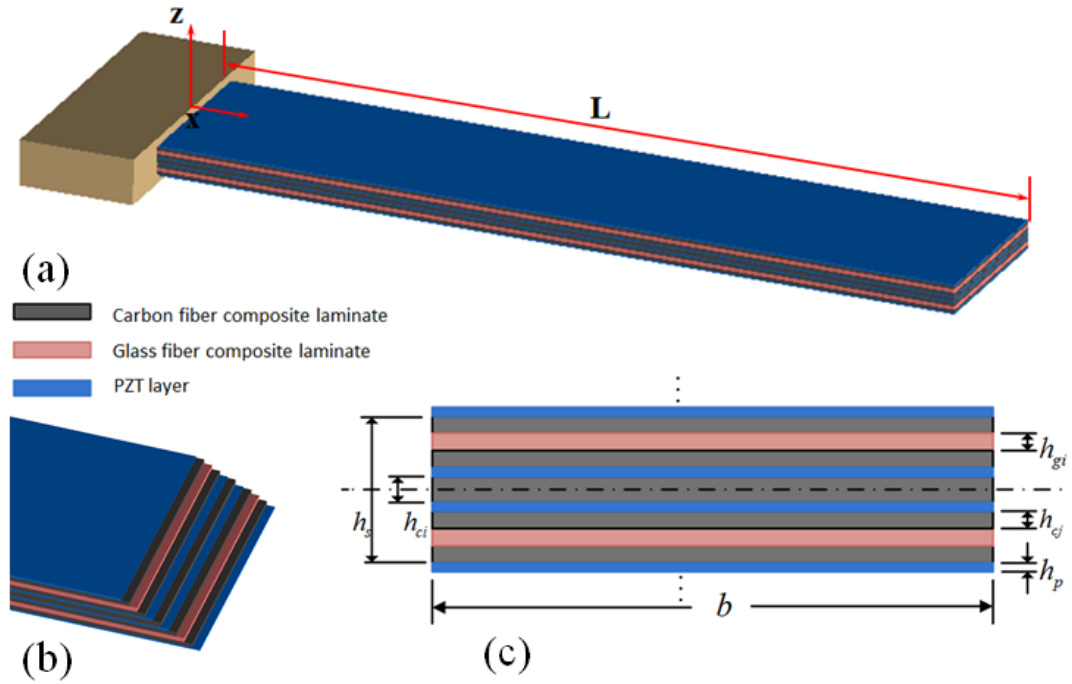 z
x
L
(a)
Carbon fiber composite laminate
Glass fiber composite laminate
PZT layer
(b)
h_s
h_ci
h_gi
h_cj
h_p
b
(c)